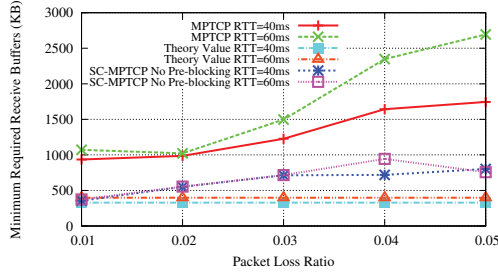 Minimum Required Receive Buffers (KB)
3000
2500
2000
1500
1000
500
0
MPTCP RTT=40ms
MPTCP RTT=60ms
Theory Value RTT=40ms
Theory Value RTT=60ms
SC-MPTCP No Pre-blocking RTT=40ms
SC-MPTCP No Pre-blocking RTT=60ms
0.01 0.02 0.03 0.04 0.05
Packet Loss Ratio